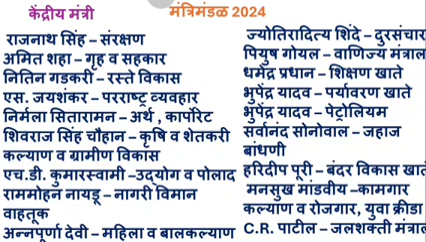 केंद्रीय मंत्री
मंत्रिमंडळ 2024
राजनाथ सिंह – संरक्षण
अमित शहा – गृह व सहकार
नितिन गडकरी – रस्ते विकास
एस. जयशंकर – परराष्ट्र व्यवहार
निर्मला सितारामन – अर्थ , कार्पोरेट
शिवराज सिंह चौहान – कृषि व शेतकरी
कल्याण व ग्रामीण विकास
एच.डी. कुमारस्वामी –उद्योग व पोलाद
राममोहन नायडू – नागरी विमान
वाहतूक
अन्नपूर्णा देवी – महिला व बालकल्याण
ज्योतिरादित्य शिंदे – दुरसंचार
पियुष गोयल – वाणिज्य मंत्राल
धर्मेंद्र प्रधान – शिक्षण खाते
भुपेंद्र यादव – पर्यावरण खाते
भुपेंद्र यादव – पेट्रोलियम
सर्वानंद सोनोवाल – जहाज
बांधणी
हरिदीप पूरी – बंदर विकास खात
मनसुख मांडवीय –कामगार
कल्याण व रोजगार, युवा क्रीडा
C.R. पाटील – जलशक्ती मंत्राल